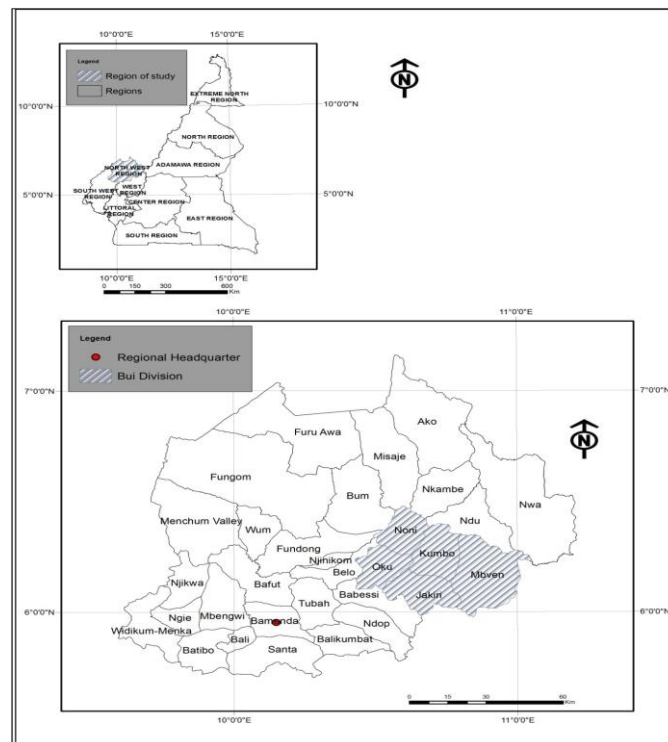 10°0'0"E 15°0'0"E
Legend
Region of study
Regions
N
EXTREME NORTH
REGION
10°0'0"N 10°0'0"N
NORTH REGION
ADAMAWA REGION
NORTH WEST
REGION
WEST
REGION
SOUTH WEST
REGION
5°0'0"N 5°0'0"N
CENTER REGION
LITTORAL
REGION
EAST REGION
SOUTH REGION
10°0'0"E 15°0'0"E
0 150 300 600
Km
10°0'0"E 11°0'0"E
Legend
Regional Headquarter
Bui Division
7°0'0"N 7°0'0"N
N
Ako
Furu Awa
Misaje
Fungom
Bum
Nkambe
Nwa
Menchum Valley
Wum
Noni
Ndu
Fundong
Kumbo
Njinikom
Oku
Mbven
Belo
Njikwa
Bafut
Babessi
Jakiri
6°0'0"N 6°0'0"N
Tubah
Ngie
Mbengwi
Bamenda
Ndop
Widikum-Menka
Bali
Balikumbat
Batibo
Santa
0 15 30 60
Km
10°0'0"E 11°0'0"E